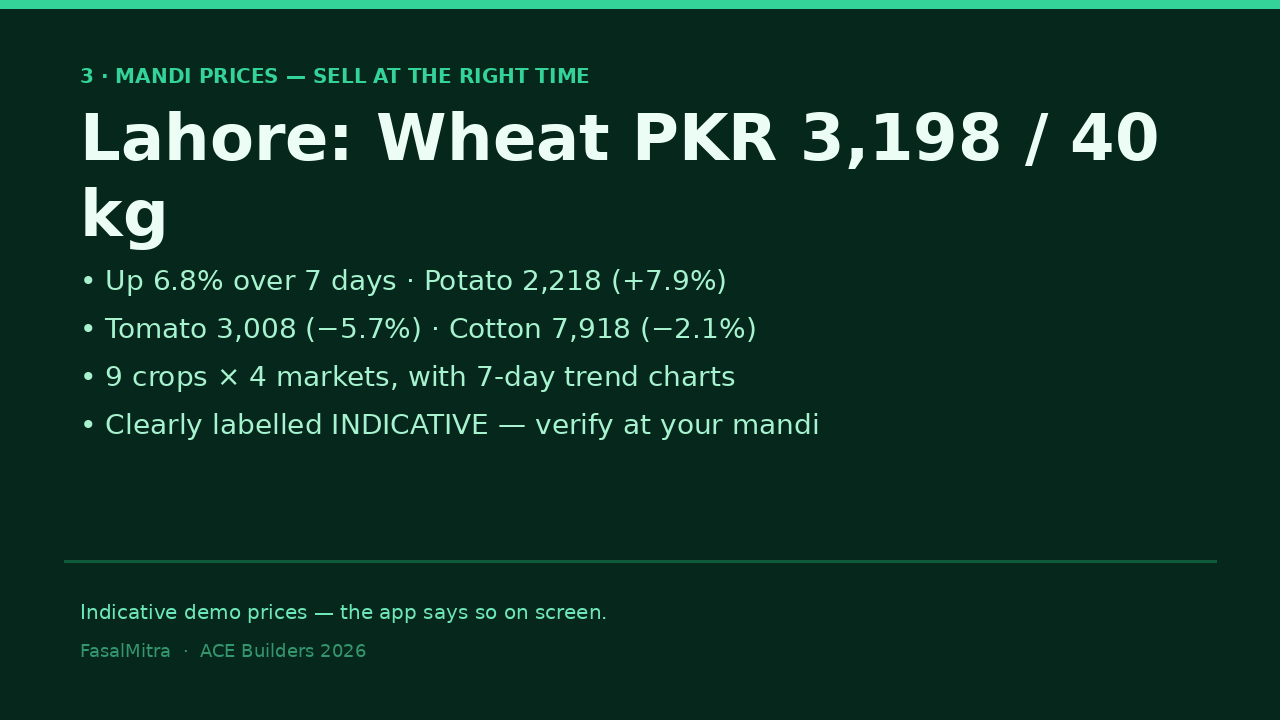 3 · MANDI PRICES — SELL AT THE RIGHT TIME
Lahore: Wheat PKR 3,198 / 40
kg
• Up 6.8% over 7 days · Potato 2,218 (+7.9%)
• Tomato 3,008 (−5.7%) · Cotton 7,918 (−2.1%)
• 9 crops × 4 markets, with 7-day trend charts
• Clearly labelled INDICATIVE — verify at your mandi
Indicative demo prices — the app says so on screen.
FasalMitra · ACE Builders 2026